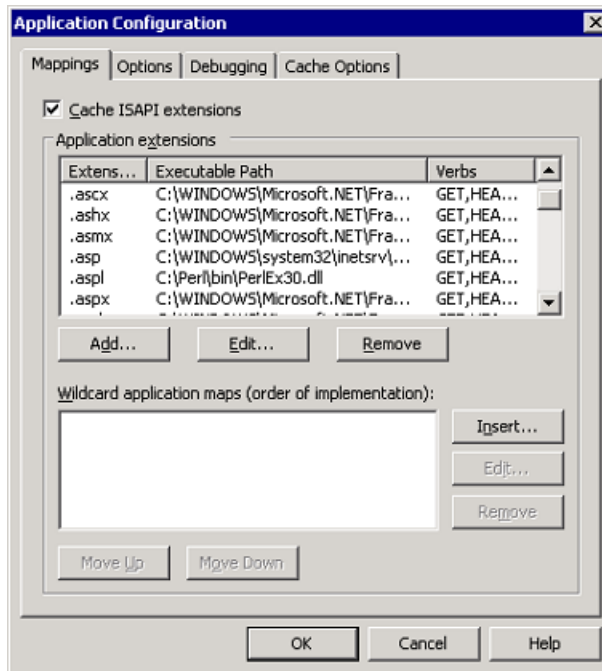 Application Configuration
Mappings Options Debugging Cache Options
Cache ISAPI extensions
Application extensions
Extens... Executable Path Verbs
.ascx C:\WINDOWS\Microsoft.NET\Fra... GET,HEA...
.ashx C:\WINDOWS\Microsoft.NET\Fra... GET,HEA...
.asmx C:\WINDOWS\Microsoft.NET\Fra... GET,HEA...
.asp C:\WINDOWS\system32\inetsrv\... GET,HEA...
.aspl C:\Perl\bin\PerlEx30.dll GET,HEA...
.aspx C:\WINDOWS\Microsoft.NET\Fra... GET,HEA...
Add... Edit... Remove
Wildcard application maps (order of implementation):
Insert...
Edit...
Remove
Move Up Move Down
OK Cancel Help